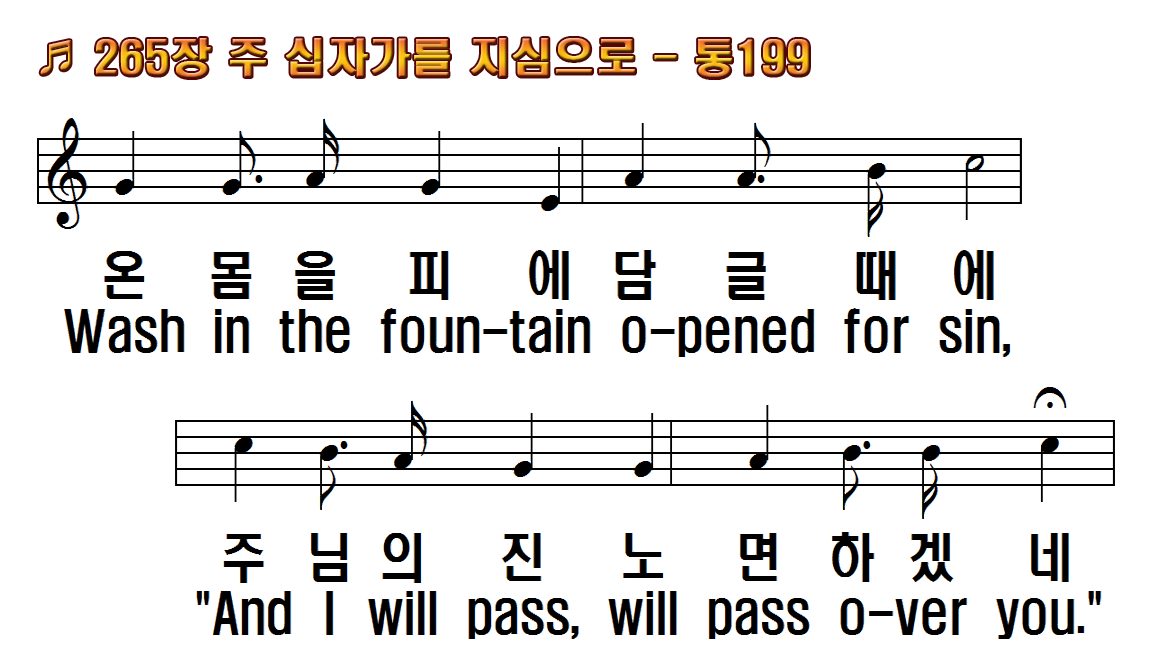 ♬ 265장 주 십자가를 지심으로 - 통199
온 몸 을 피 에 담 글 때 에
Wash in the foun-tain o-pened for sin,
주 님 의 진 노 면 하 겠 네
"And I will pass, will pass o-ver you."